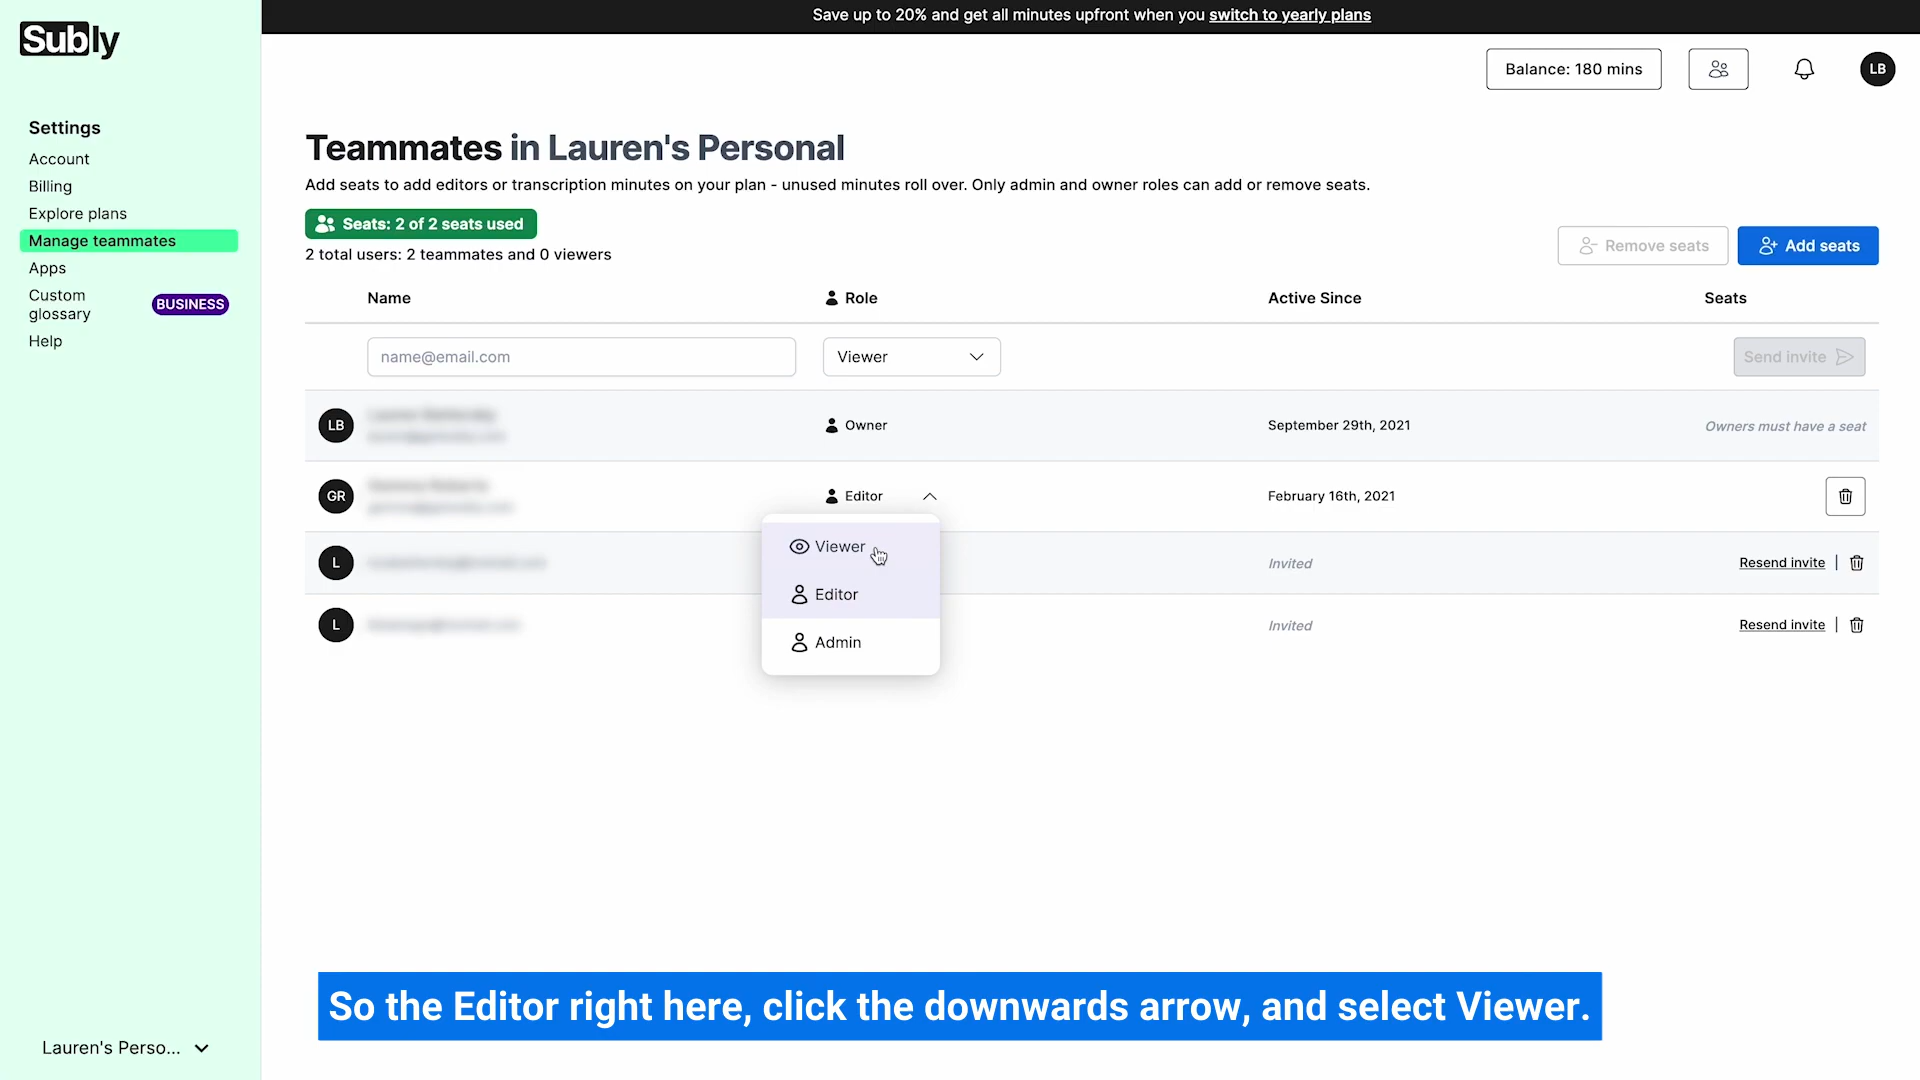 Save up to 20% and get all minutes upfront when you switch to yearly plans
Subly
Balance: 180 mins
LB
Settings
Account
Billing
Explore plans
Manage teammates
Apps
Custom glossary
BUSINESS
Help
Teammates in Lauren's Personal
Add seats to add editors or transcription minutes on your plan - unused minutes roll over. Only admin and owner roles can add or remove seats.
Seats: 2 of 2 seats used
2 total users: 2 teammates and 0 viewers
Remove seats
Add seats
Name Role Active Since Seats
name@email.com Viewer Send invite
LB Owner September 29th, 2021 Owners must have a seat
GR Editor February 16th, 2021
Viewer
Editor
Admin
L Invited Resend invite |
L Invited Resend invite |
So the Editor right here, click the downwards arrow, and select Viewer.
Lauren's Perso...